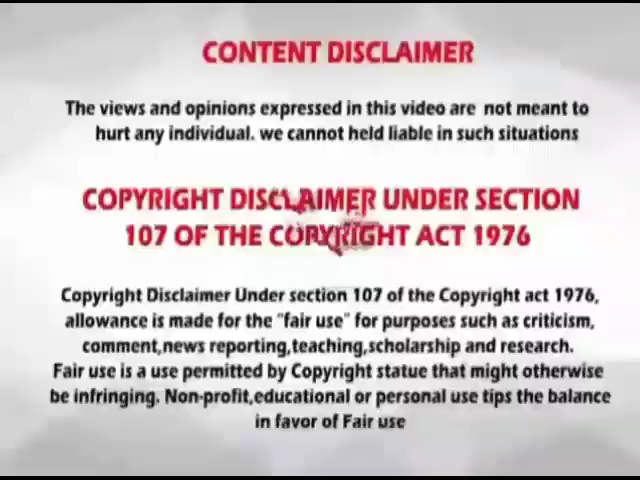 CONTENT DISCLAIMER
The views and opinions expressed in this video are not meant to
hurt any individual. we cannot held liable in such situations
COPYRIGHT DISCLAIMER UNDER SECTION
107 OF THE COPYRIGHT ACT 1976
Copyright Disclaimer Under section 107 of the Copyright act 1976,
allowance is made for the "fair use" for purposes such as criticism,
comment,news reporting,teaching,scholarship and research.
Fair use is a use permitted by Copyright statue that might otherwise
be infringing. Non-profit,educational or personal use tips the balance
in favor of Fair use